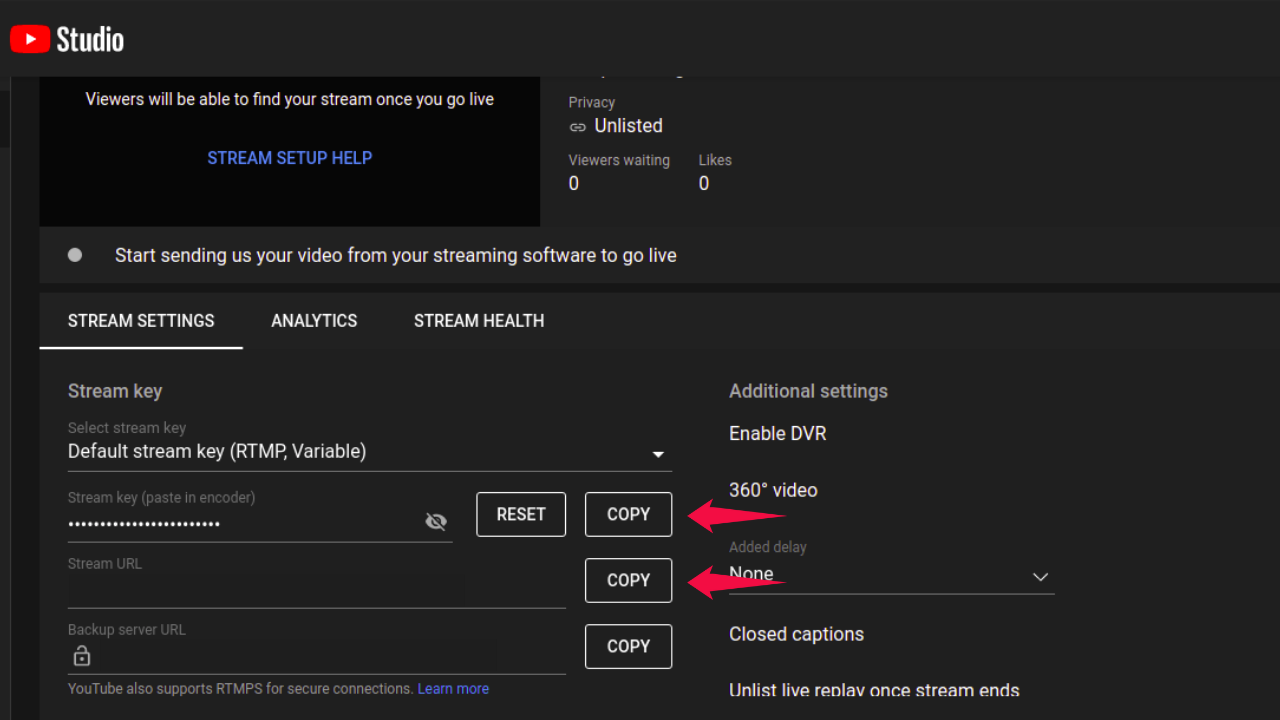 Studio
Viewers will be able to find your stream once you go live
STREAM SETUP HELP
Privacy
Unlisted
Viewers waiting
Likes
0
0
Start sending us your video from your streaming software to go live
STREAM SETTINGS
ANALYTICS
STREAM HEALTH
Stream key
Select stream key
Default stream key (RTMP, Variable)
Stream key (paste in encoder)
••••••••••••••••••••••••
RESET
COPY
Stream URL
COPY
Backup server URL
COPY
YouTube also supports RTMPS for secure connections. Learn more
Additional settings
Enable DVR
360° video
Added delay
None
Closed captions
Unlist live replay once stream ends